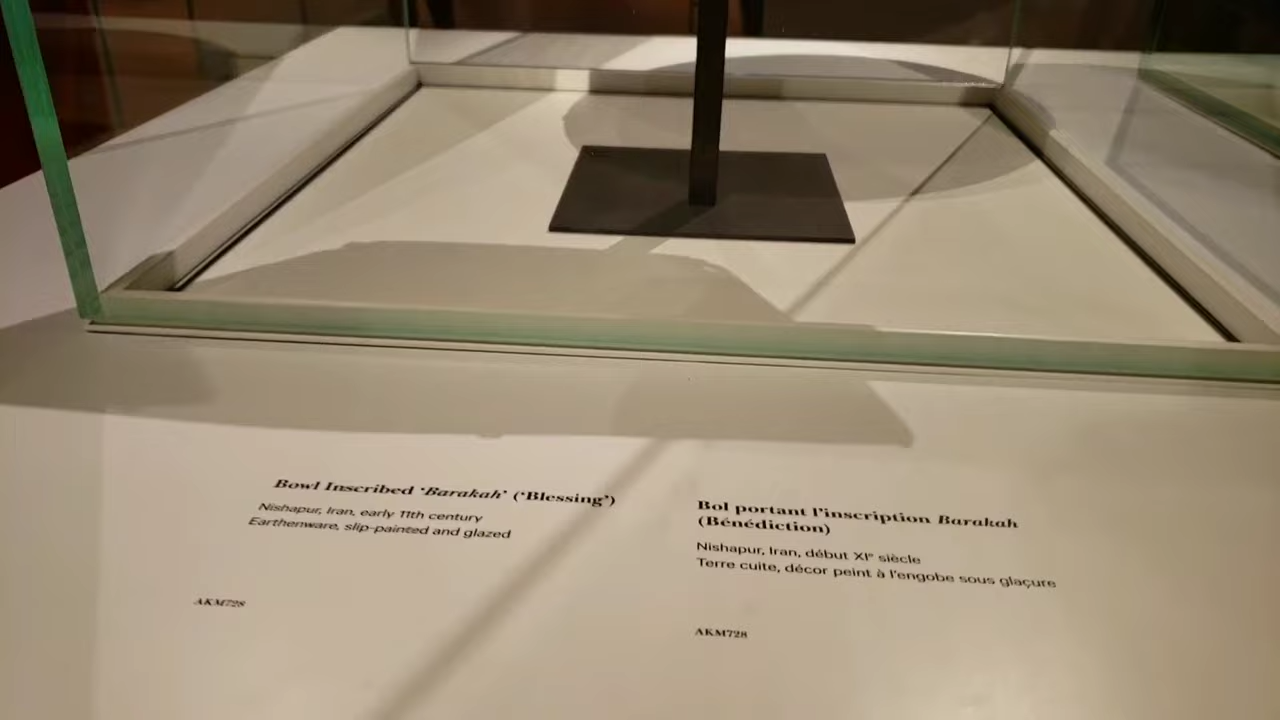 Bowl Inscribed ‘Barakah’ (‘Blessing’)
Nishapur, Iran, early 11th century
Earthenware, slip-painted and glazed
AKM728
Bol portant l’inscription Barakah
(Bénédiction)
Nishapur, Iran, début XIᵉ siècle
Terre cuite, décor peint à l’engobe sous glaçure
AKM728